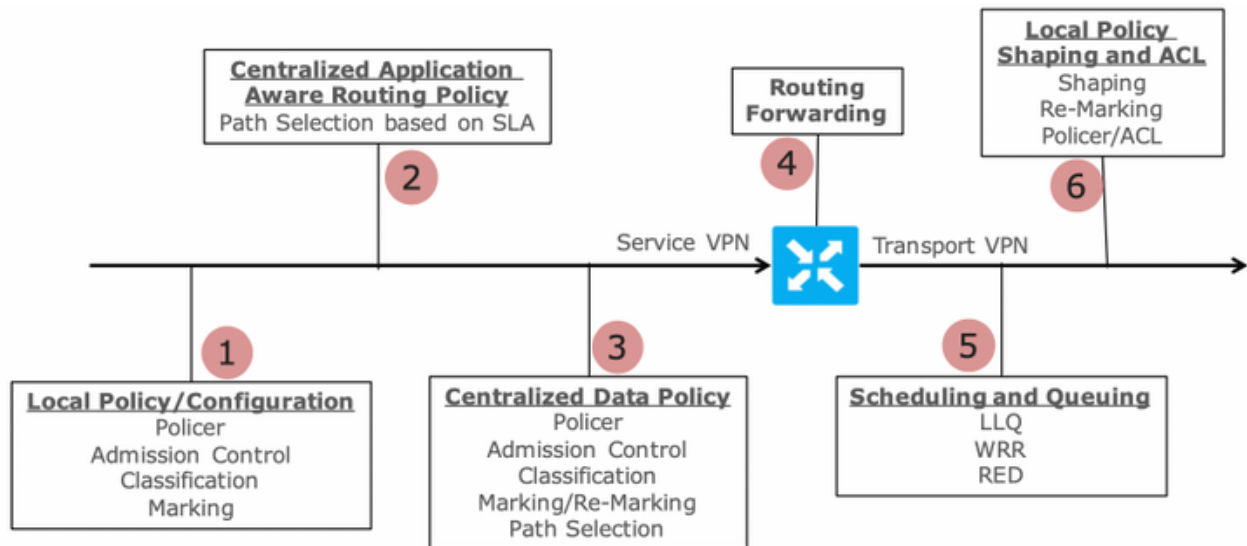 Centralized Application
Aware Routing Policy
Path Selection based on SLA
2
Routing
Forwarding
4
Local Policy
Shaping and ACL
Shaping
Re-Marking
Policer/ACL
6
Service VPN
Transport VPN
1
Local Policy/Configuration
Policer
Admission Control
Classification
Marking
3
Centralized Data Policy
Policer
Admission Control
Classification
Marking/Re-Marking
Path Selection
5
Scheduling and Queuing
LLQ
WRR
RED